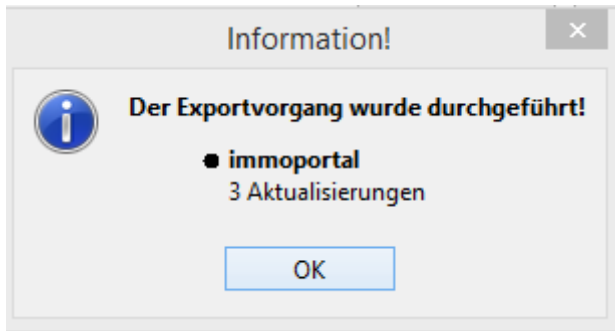 Information!
Der Exportvorgang wurde durchgeführt!
immoportal
3 Aktualisierungen
OK